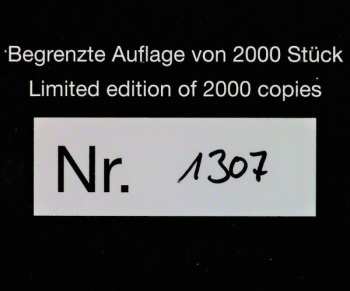 Begrenzte Auflage von 2000 Stück
Limited edition of 2000 copies
Nr. 1307